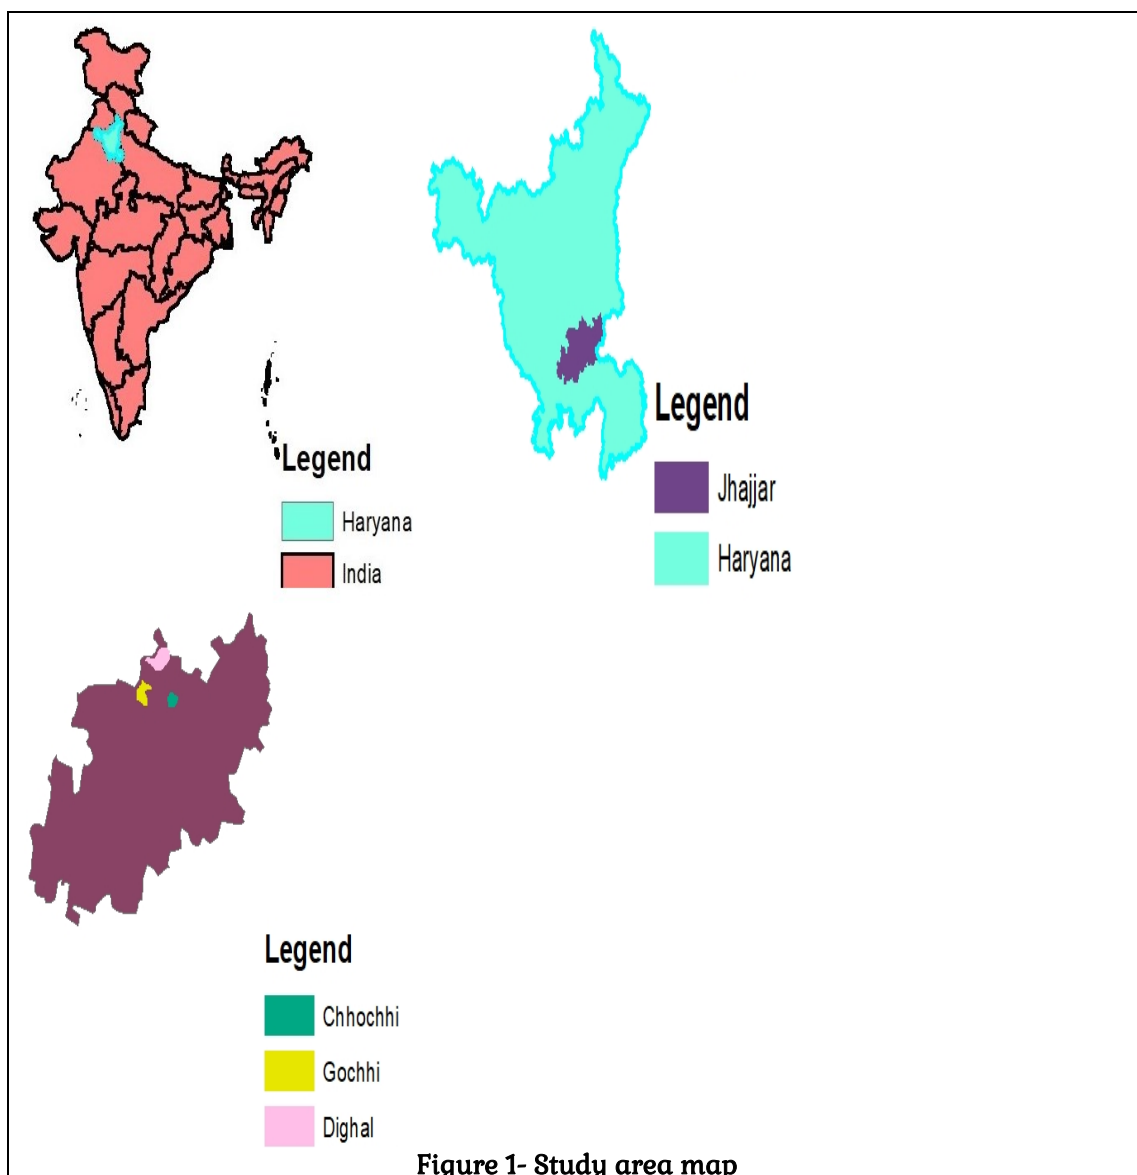 Legend
Haryana
India
Legend
Jhajjar
Haryana
Legend
Chhochhi
Gochhi
Dighal
Figure 1- Study area map